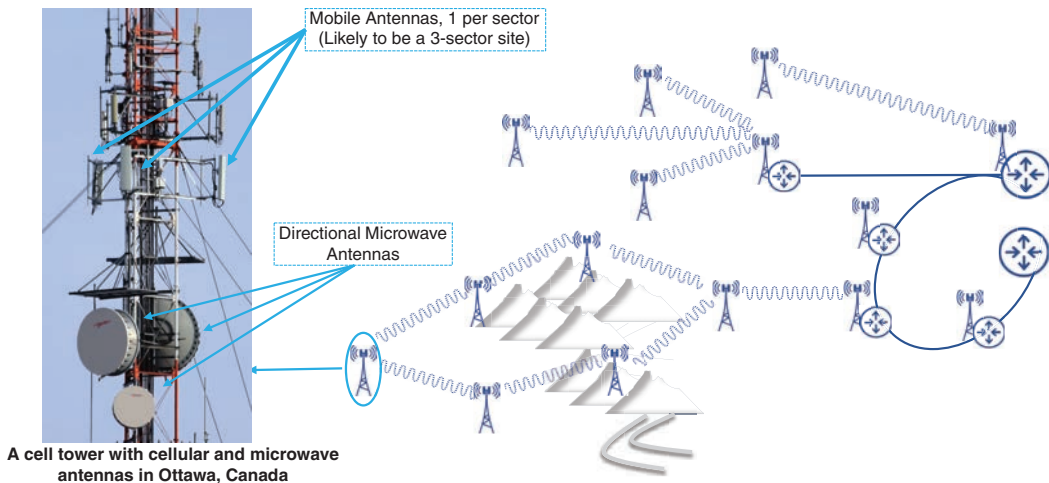 Mobile Antennas, 1 per sector
(Likely to be a 3-sector site)
Directional Microwave
Antennas
A cell tower with cellular and microwave
antennas in Ottawa, Canada